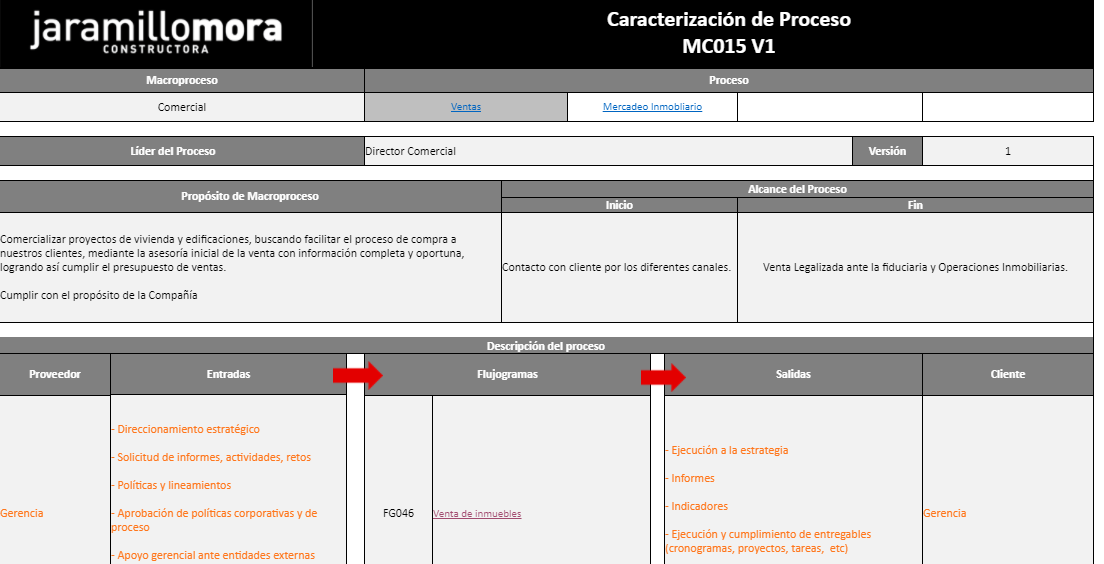 jaramillomora
CONSTRUCTORA
Caracterización de Proceso
MC015 V1
Macroproceso
Proceso
Comercial
Ventas
Mercadeo Inmobliario
Líder del Proceso
Director Comercial
Versión
1
Propósito de Macroproceso
Alcance del Proceso
Inicio
Fin
Comercializar proyectos de vivienda y edificaciones, buscando facilitar el proceso de compra a
nuestros clientes, mediante la asesoría inicial de la venta con información completa y oportuna,
logrando así cumplir el presupuesto de ventas.
Cumplir con el propósito de la Compañía
Contacto con cliente por los diferentes canales.
Venta Legalizada ante la fiduciaria y Operaciones Inmobiliarias.
Descripción del proceso
Proveedor
Entradas
Flujogramas
Salidas
Cliente
Gerencia
- Direccionamiento estratégico
- Solicitud de informes, actividades, retos
- Políticas y lineamientos
- Aprobación de políticas corporativas y de
proceso
- Apoyo gerencial ante entidades externas
FG046
Venta de inmuebles
- Ejecución a la estrategia
- Informes
- Indicadores
- Ejecución y cumplimiento de entregables
(cronogramas, proyectos, tareas, etc)
Gerencia